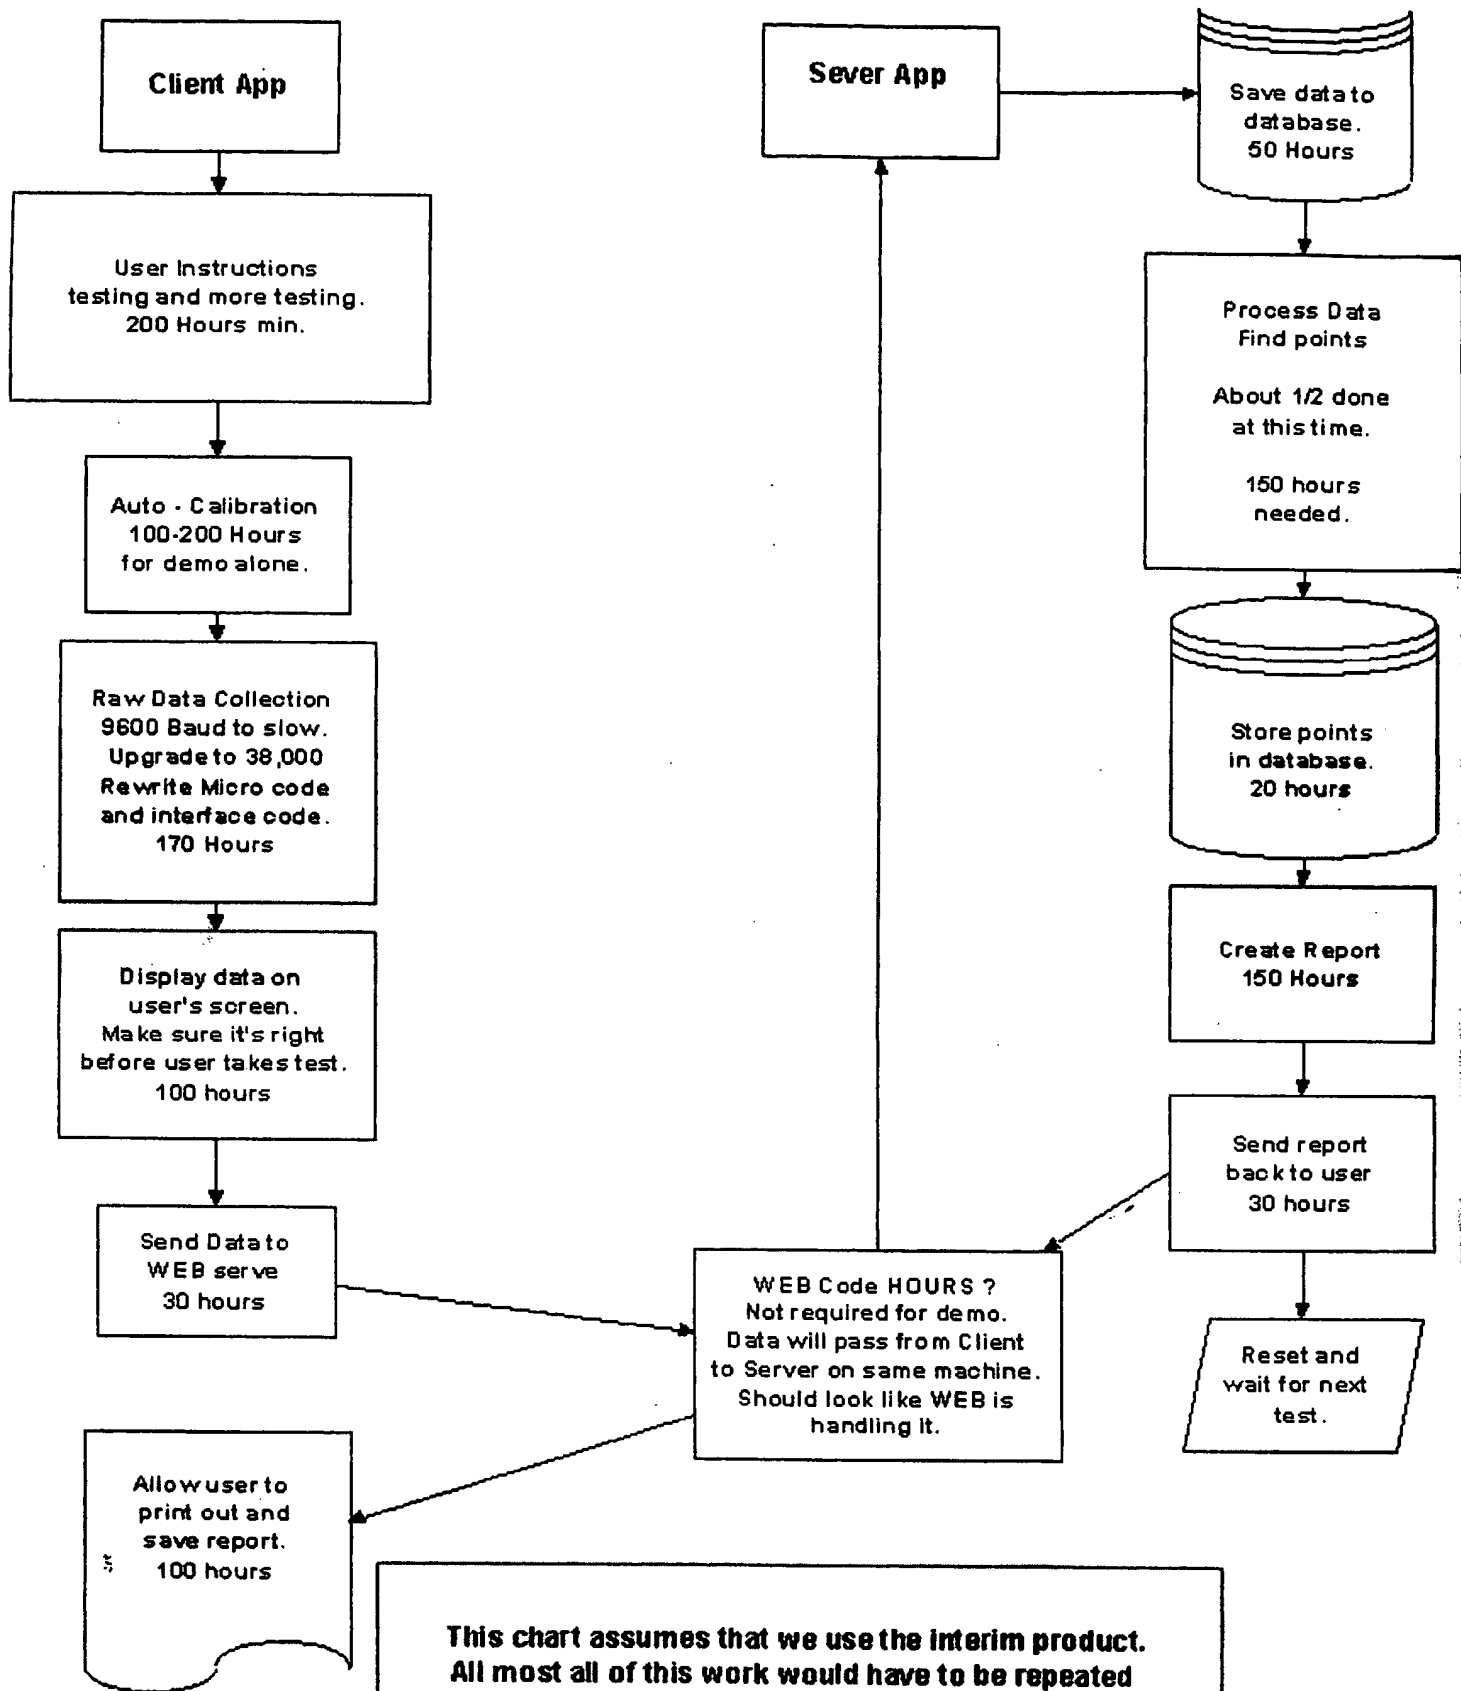 Client App
User Instructions
testing and more testing.
200 Hours min.
Auto - Calibration
100-200 Hours
for demo alone.
Raw Data Collection
9600 Baud to slow.
Upgrade to 38,000
Rewrite Micro code
and interface code.
170 Hours
Display data on
user's screen.
Make sure it's right
before user takes test.
100 hours
Send Data to
WEB serve
30 hours
Allow user to
print out and
save report.
100 hours
Sever App
WEB Code HOURS ?
Not required for demo.
Data will pass from Client
to Server on same machine.
Should look like WEB is
handling it.
Save data to
database.
50 Hours
Process Data
Find points
About 1/2 done
at this time.
150 hours
needed.
Store points
in database.
20 hours
Create Report
150 Hours
Send report
back to user
30 hours
Reset and
wait for next
test.
This chart assumes that we use the interim product.
All most all of this work would have to be repeated